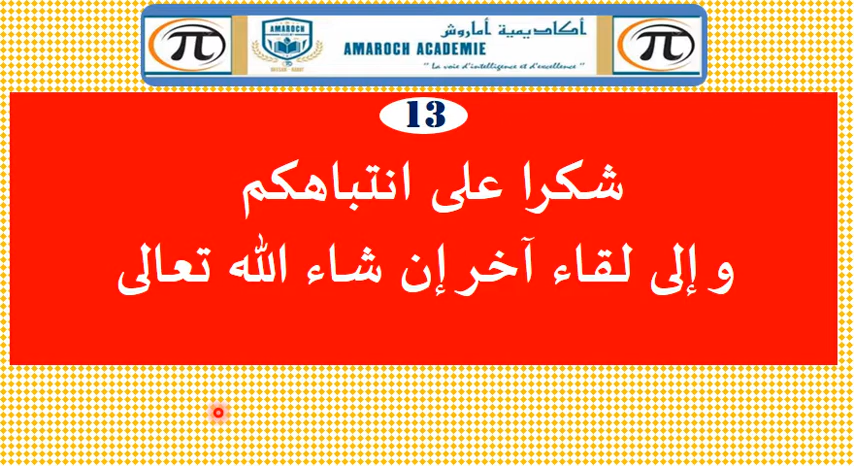 أكاديمية أماروش
AMAROCH
AMAROCH ACADEMIE
" La voie d'intelligence et d'excellence "
13
شكرا على انتباهكم
و إلى لقاء آخر إن شاء الله تعالى